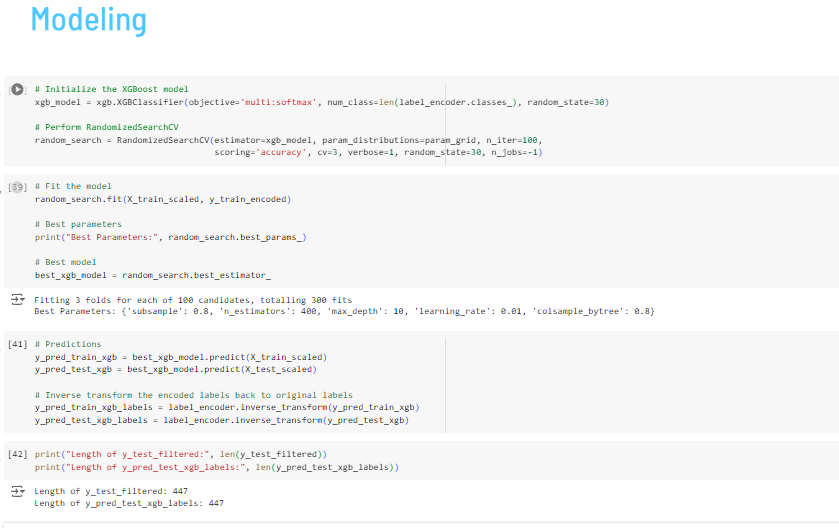 Modeling
# Initialize the XGBoost model
xgb_model = xgb.XGBClassifier(objective='multi:softmax', num_class=len(label_encoder.classes_), random_state=30)
# Perform RandomizedSearchCV
random_search = RandomizedSearchCV(estimator=xgb_model, param_distributions=param_grid, n_iter=100,
scoring='accuracy', cv=3, verbose=1, random_state=30, n_jobs=-1)
[39] # Fit the model
random_search.fit(X_train_scaled, y_train_encoded)
# Best parameters
print("Best Parameters:", random_search.best_params_)
# Best model
best_xgb_model = random_search.best_estimator_
Fitting 3 folds for each of 100 candidates, totalling 300 fits
Best Parameters: {'subsample': 0.8, 'n_estimators': 400, 'max_depth': 10, 'learning_rate': 0.01, 'colsample_bytree': 0.8}
[41] # Predictions
y_pred_train_xgb = best_xgb_model.predict(X_train_scaled)
y_pred_test_xgb = best_xgb_model.predict(X_test_scaled)
# Inverse transform the encoded labels back to original labels
y_pred_train_xgb_labels = label_encoder.inverse_transform(y_pred_train_xgb)
y_pred_test_xgb_labels = label_encoder.inverse_transform(y_pred_test_xgb)
[42] print("Length of y_test_filtered:", len(y_test_filtered))
print("Length of y_pred_test_xgb_labels:", len(y_pred_test_xgb_labels))
Length of y_test_filtered: 447
Length of y_pred_test_xgb_labels: 447